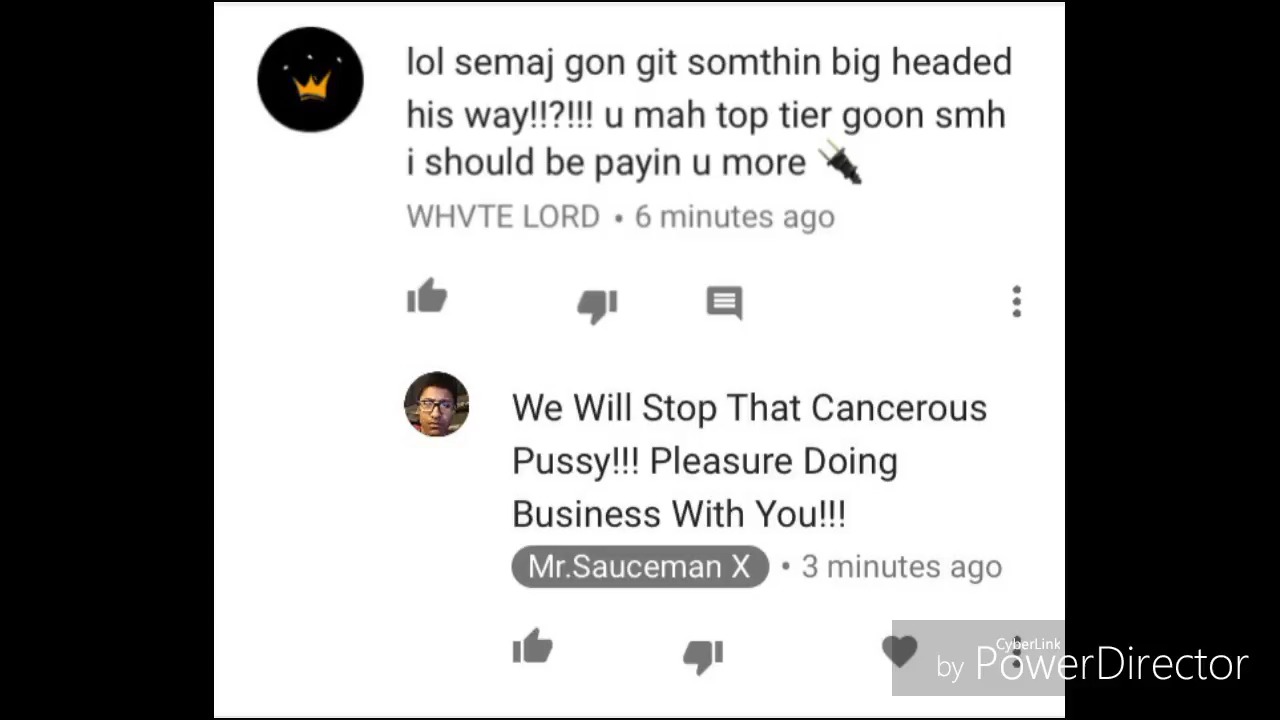 lol semaj gon git somthin big headed
his way!!?!!! u mah top tier goon smh
i should be payin u more 🔌
WHVTE LORD • 6 minutes ago
We Will Stop That Cancerous
Pussy!!! Pleasure Doing
Business With You!!!
Mr.Sauceman X • 3 minutes ago
CyberLink
by PowerDirector